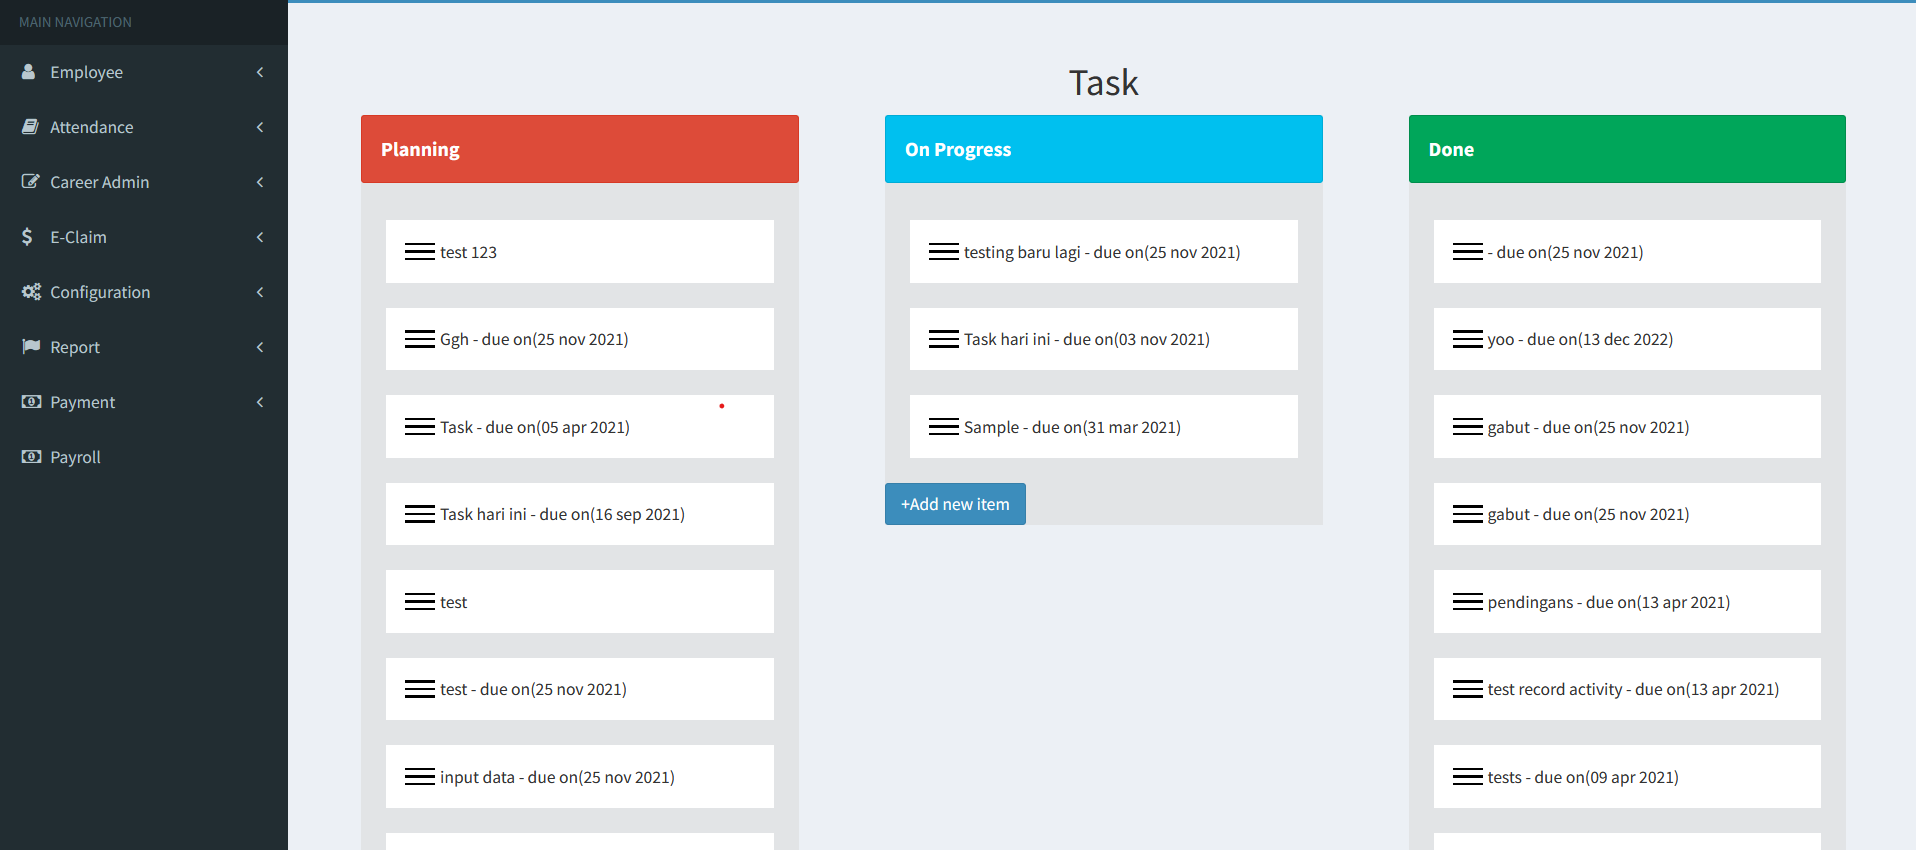 MAIN NAVIGATION
Employee
Attendance
Career Admin
E-Claim
Configuration
Report
Payment
Payroll
Task
Planning
test 123
Ggh - due on(25 nov 2021)
Task - due on(05 apr 2021)
Task hari ini - due on(16 sep 2021)
test
test - due on(25 nov 2021)
input data - due on(25 nov 2021)
On Progress
testing baru lagi - due on(25 nov 2021)
Task hari ini - due on(03 nov 2021)
Sample - due on(31 mar 2021)
+Add new item
Done
- due on(25 nov 2021)
yoo - due on(13 dec 2022)
gabut - due on(25 nov 2021)
gabut - due on(25 nov 2021)
pendingans - due on(13 apr 2021)
test record activity - due on(13 apr 2021)
tests - due on(09 apr 2021)